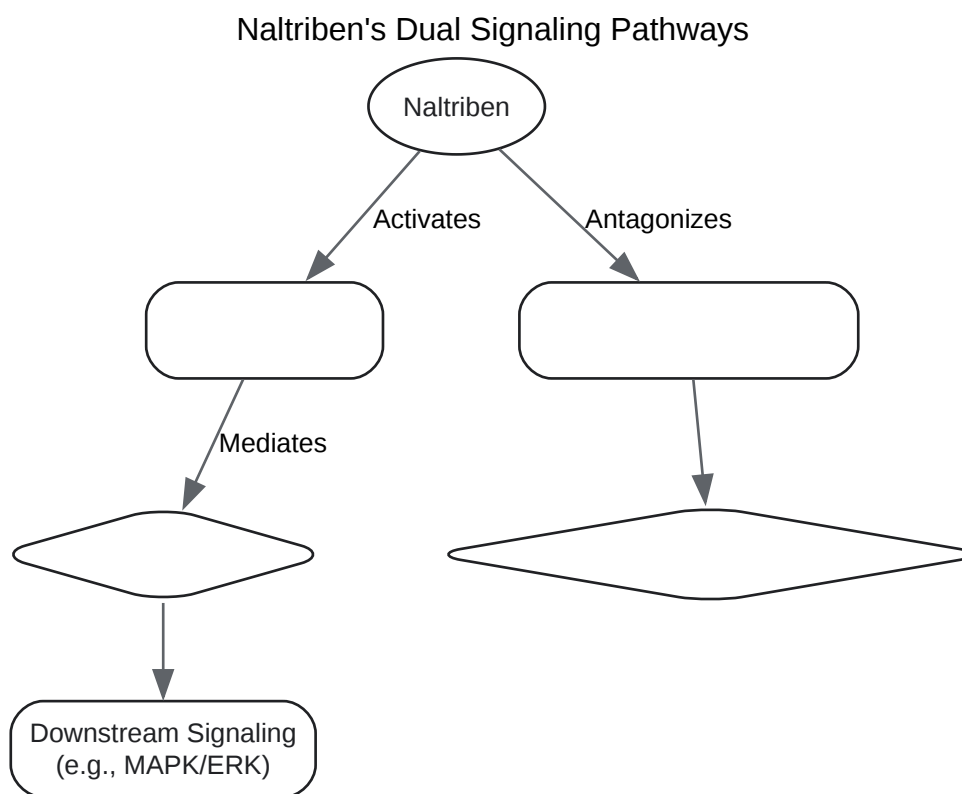 Naltriben's Dual Signaling Pathways
Naltriben
Activates
Antagonizes
Mediates
Downstream Signaling
(e.g., MAPK/ERK)